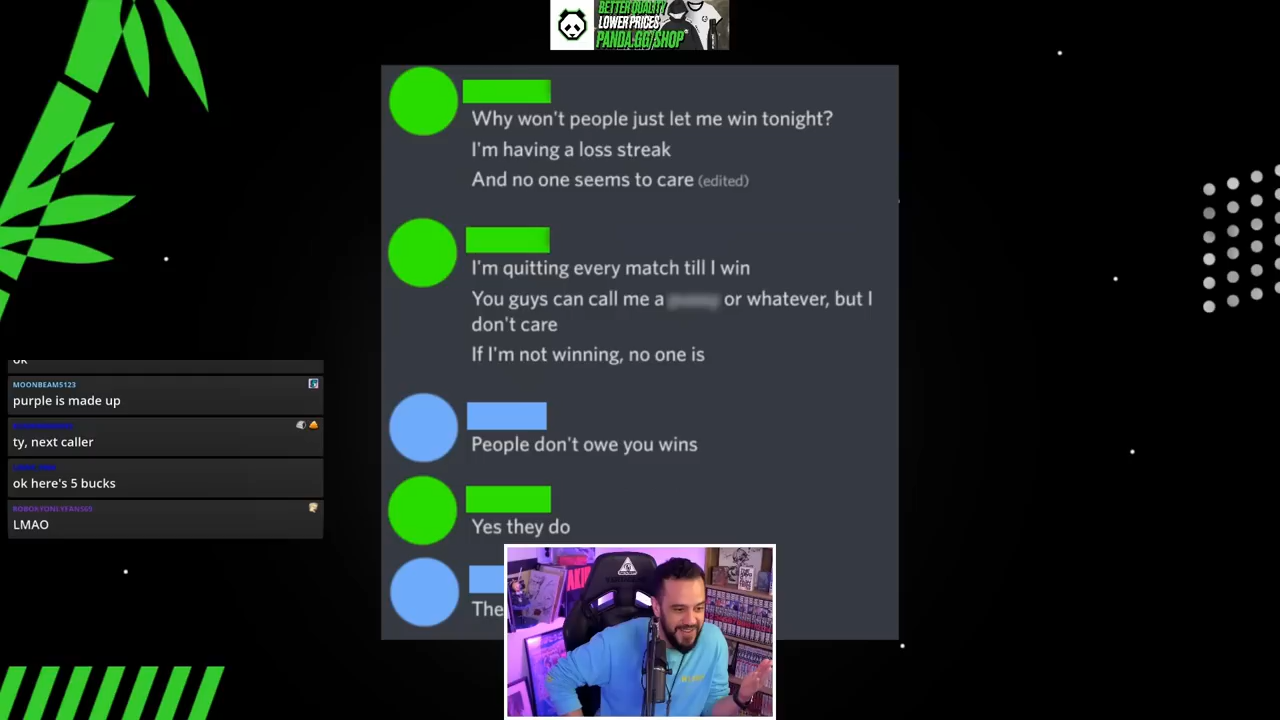 BETTER QUALITY
LOWER PRICES
PANDA.GG/SHOP
Why won't people just let me win tonight?
I'm having a loss streak
And no one seems to care (edited)
I'm quitting every match till I win
You guys can call me a or whatever, but I
don't care
If I'm not winning, no one is
People don't owe you wins
Yes they do
The
MOONBEAM5123
purple is made up
ty, next caller
ok here's 5 bucks
ROBOKYONLYFANS69
LMAO